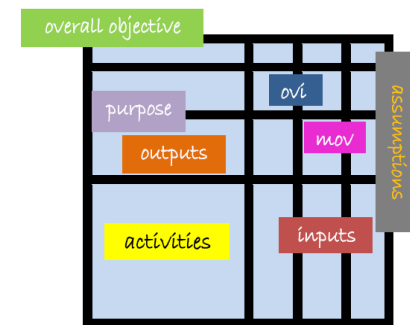 overall objective
ovi
assumptions
purpose
mov
outputs
activities
inputs